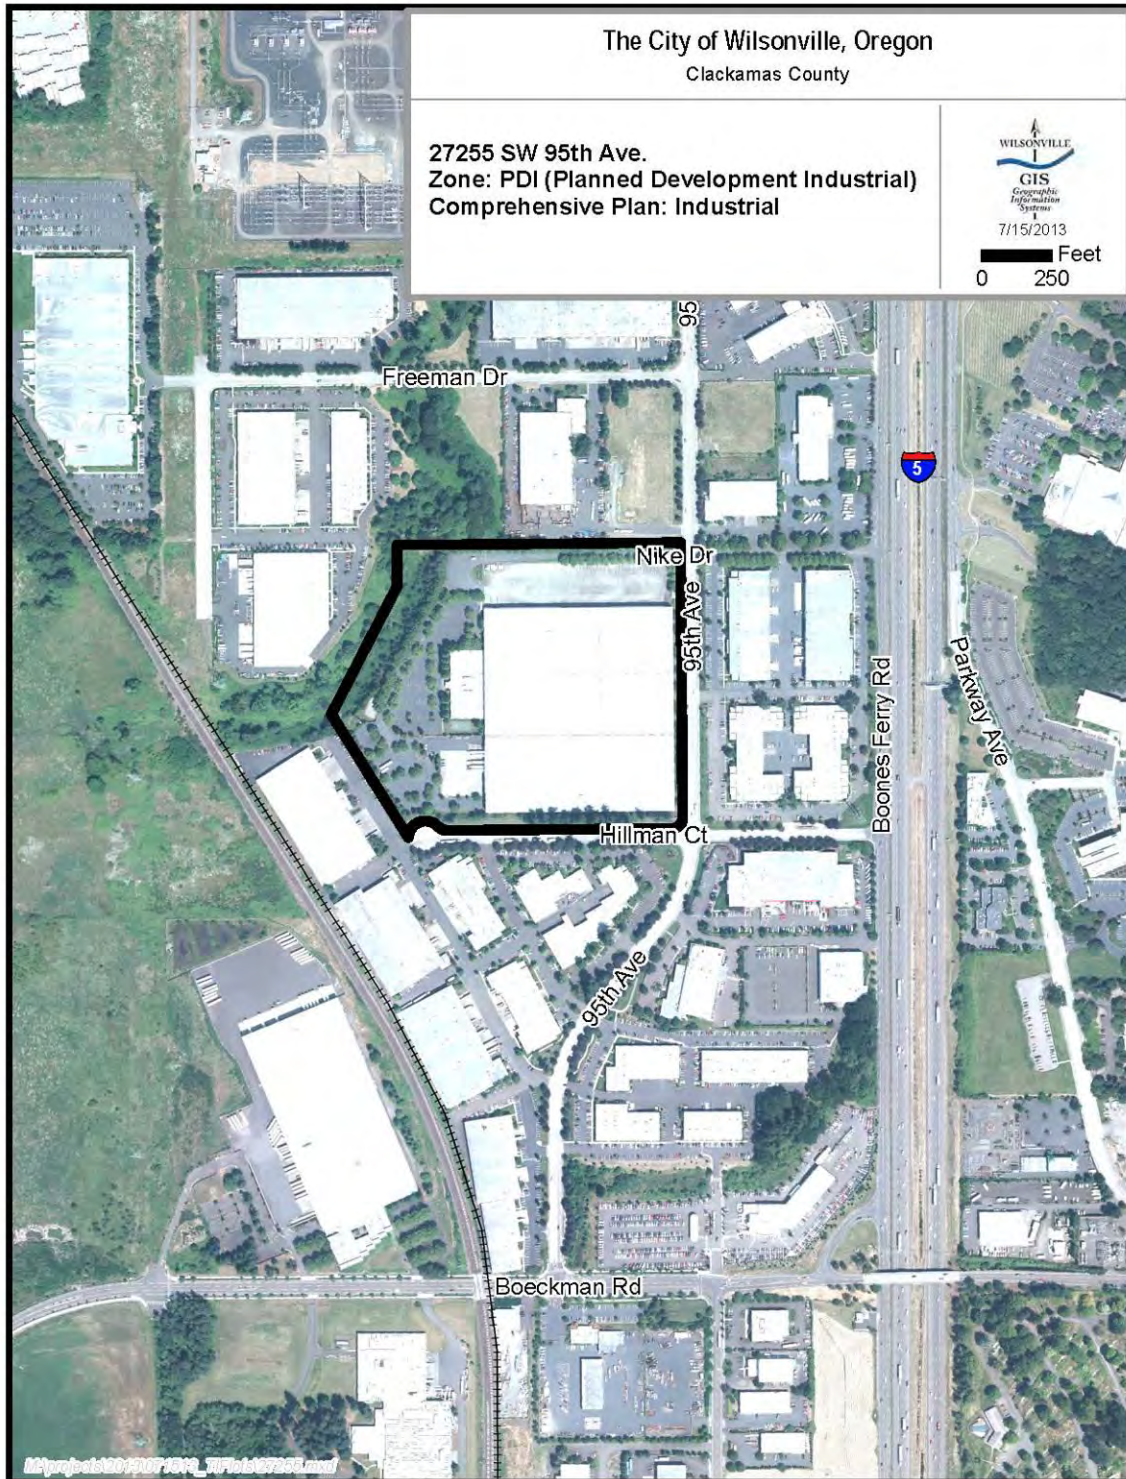 The City of Wilsonville, Oregon
Clackamas County
27255 SW 95th Ave.
Zone: PDI (Planned Development Industrial)
Comprehensive Plan: Industrial
WILSONVILLE
GIS
Geographic
Information
Systems
7/15/2013
Feet
0 250
95
Freeman Dr
5
Nike Dr
95th Ave
Boones Ferry Rd
Parkway Ave
Hillman Ct
95th Ave
Boeckman Rd